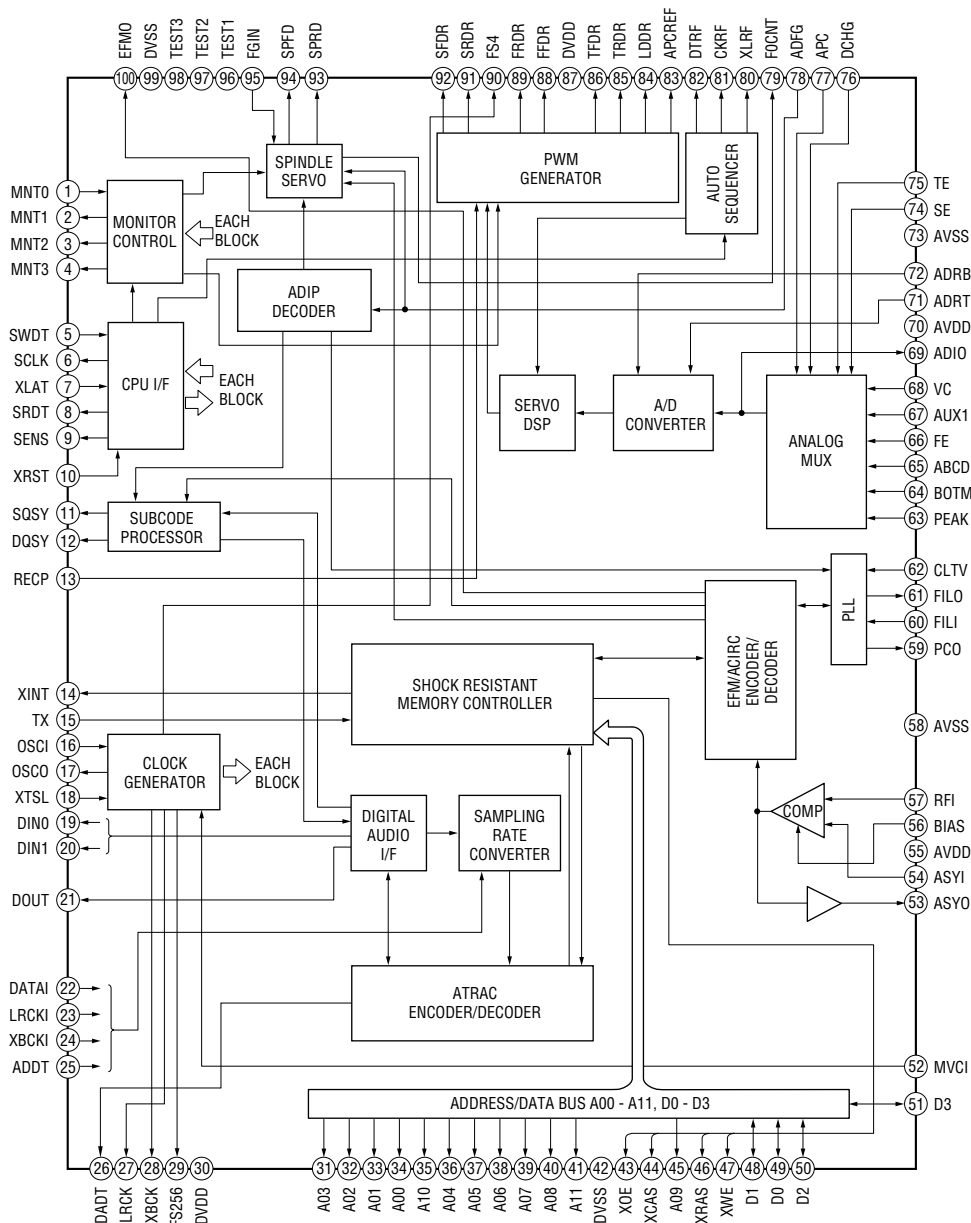 EFMO
DVSS
TEST3
TEST2
TEST1
FGIN
SPFD
SPRD
SFDR
SRDR
FS4
FRDR
FFDR
DVDD
TFDR
TRDR
LDDR
APCREF
DTRF
CKRF
XLRF
F0CNT
ADFG
APC
DCHG
100 99 98 97 96 95 94 93 92 91 90 89 88 87 86 85 84 83 82 81 80 79 78 77 76
MNT0 1
MNT1 2
MNT2 3
MNT3 4
SWDT 5
SCLK 6
XLAT 7
SRDT 8
SENS 9
XRST 10
SQSY 11
DQSY 12
RECP 13
XINT 14
TX 15
OSCI 16
OSCO 17
XTSL 18
DIN0 19
DIN1 20
DOUT 21
DATAI 22
LRCKI 23
XBCKI 24
ADDT 25
MONITOR
CONTROL
EACH
BLOCK
SPINDLE
SERVO
PWM
GENERATOR
AUTO
SEQUENCER
ADIP
DECODER
CPU I/F
EACH
BLOCK
SERVO
DSP
A/D
CONVERTER
ANALOG
MUX
SUBCODE
PROCESSOR
EFM/ACIRC
ENCODER/
DECODER
PLL
SHOCK RESISTANT
MEMORY CONTROLLER
CLOCK
GENERATOR
EACH
BLOCK
DIGITAL
AUDIO
I/F
SAMPLING
RATE
CONVERTER
COMP
ATRAC
ENCODER/DECODER
ADDRESS/DATA BUS A00 - A11, D0 - D3
75 TE
74 SE
73 AVSS
72 ADRB
71 ADRT
70 AVDD
69 ADIO
68 VC
67 AUX1
66 FE
65 ABCD
64 BOTM
63 PEAK
62 CLTV
61 FILO
60 FILI
59 PCO
58 AVSS
57 RFI
56 BIAS
55 AVDD
54 ASYI
53 ASYO
52 MVCI
51 D3
26 27 28 29 30 31 32 33 34 35 36 37 38 39 40 41 42 43 44 45 46 47 48 49 50
DADT
LRCK
XBCK
FS256
DVDD
A03
A02
A01
A00
A10
A04
A05
A06
A07
A08
A11
DVSS
XOE
XCAS
A09
XRAS
XWE
D1
D0
D2